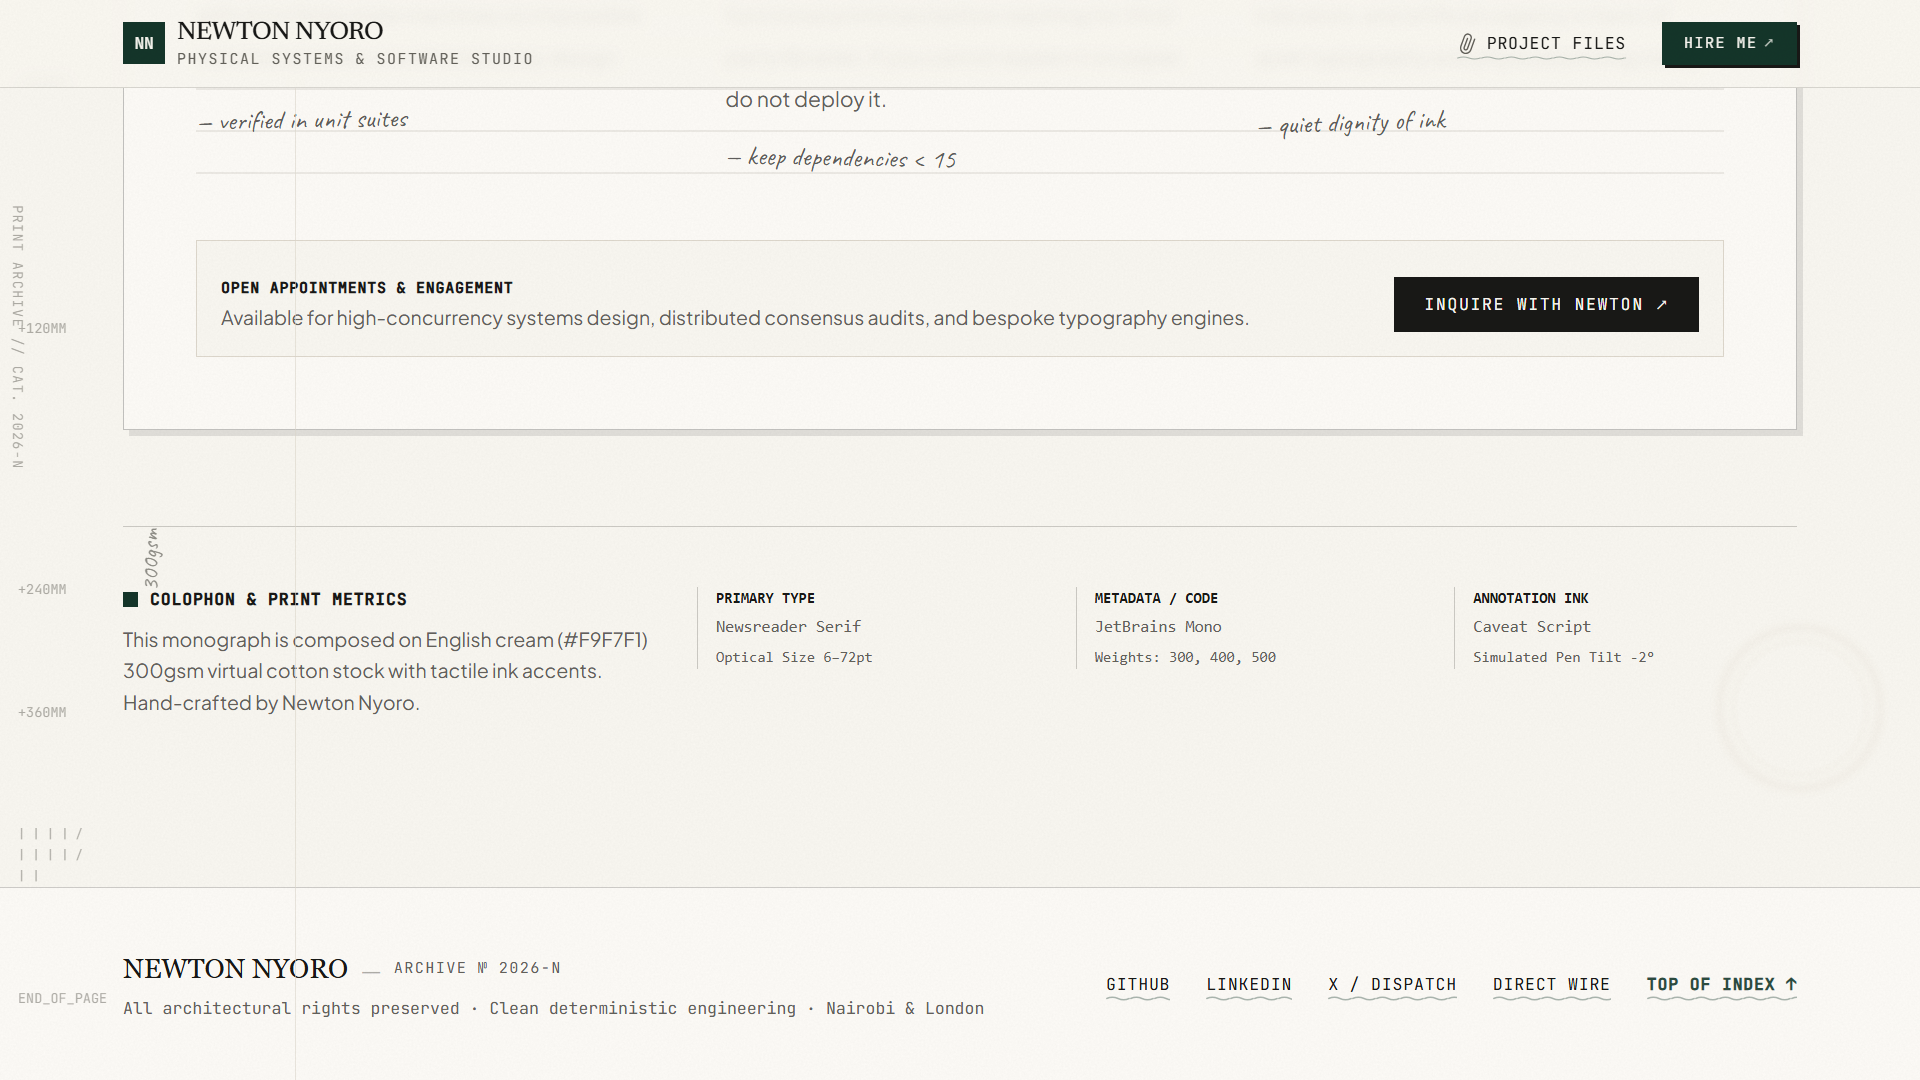 NN
NEWTON NYORO
PHYSICAL SYSTEMS & SOFTWARE STUDIO
PROJECT FILES
HIRE ME ↗
do not deploy it.
— verified in unit suites
— keep dependencies < 15
— quiet dignity of ink
PRINT ARCHIVE // CAT. 2026-N
+120MM
OPEN APPOINTMENTS & ENGAGEMENT
Available for high-concurrency systems design, distributed consensus audits, and bespoke typography engines.
INQUIRE WITH NEWTON ↗
300gsm
+240MM
COLOPHON & PRINT METRICS
This monograph is composed on English cream (#F9F7F1)
300gsm virtual cotton stock with tactile ink accents.
Hand-crafted by Newton Nyoro.
PRIMARY TYPE
Newsreader Serif
Optical Size 6–72pt
METADATA / CODE
JetBrains Mono
Weights: 300, 400, 500
ANNOTATION INK
Caveat Script
Simulated Pen Tilt -2°
+360MM
| | | | /
| | | | /
| |
NEWTON NYORO — ARCHIVE № 2026-N
All architectural rights preserved · Clean deterministic engineering · Nairobi & London
END_OF_PAGE
GITHUB
LINKEDIN
X / DISPATCH
DIRECT WIRE
TOP OF INDEX ↑